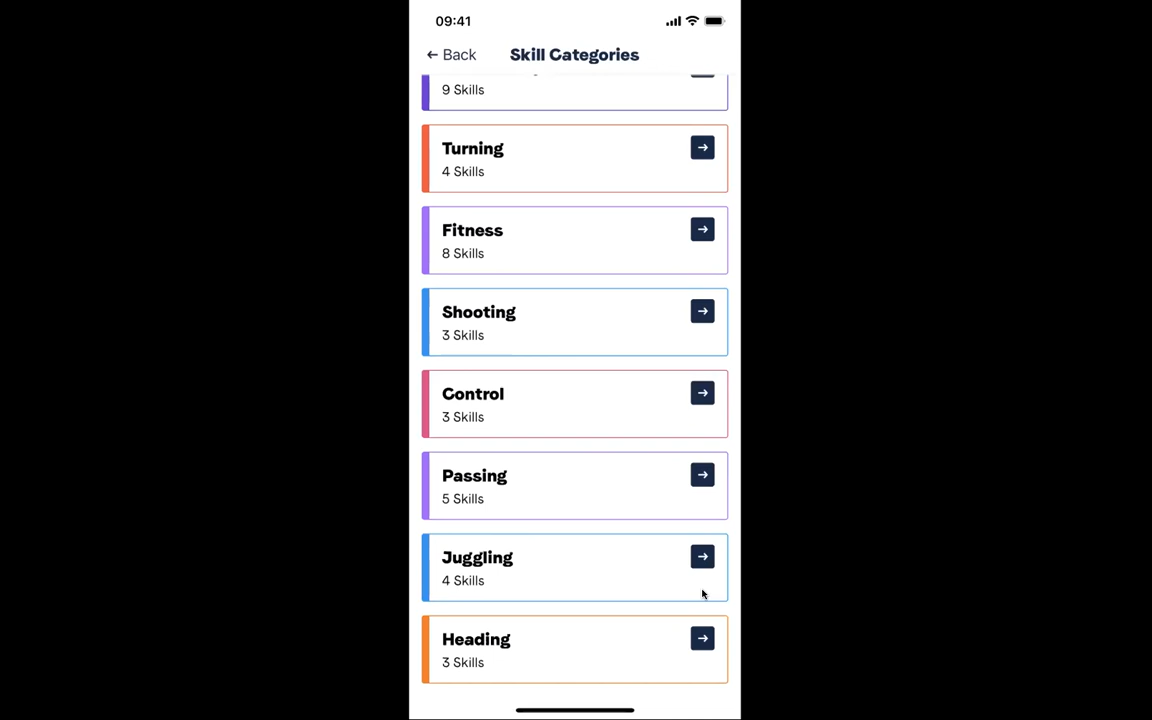 09:41
← Back
Skill Categories
9 Skills
Turning
4 Skills
Fitness
8 Skills
Shooting
3 Skills
Control
3 Skills
Passing
5 Skills
Juggling
4 Skills
Heading
3 Skills